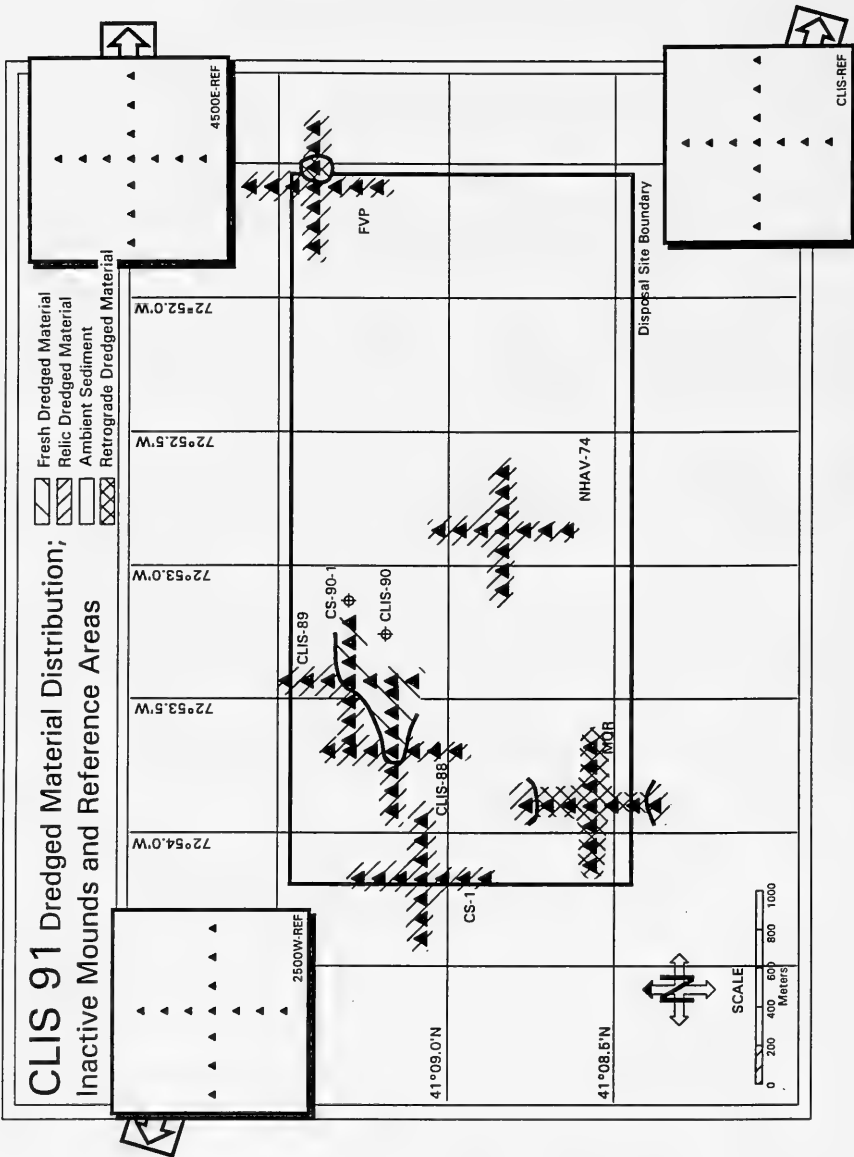 CLIS 91 Dredged Material Distribution;
Inactive Mounds and Reference Areas
Fresh Dredged Material
Relic Dredged Material
Ambient Sediment
Retrograde Dredged Material
2500W-REF
4500E-REF
72°54.0'W
72°53.5'W
72°53.0'W
72°52.5'W
72°52.0'W
CLIS-89
CS-90-1
CLIS-90
FVP
CLIS-88
CS-1
NHAV-74
MQR
41°09.0'N
41°08.5'N
Disposal Site Boundary
N
SCALE
0 200 400 600 800 1000
Meters
CLIS-REF